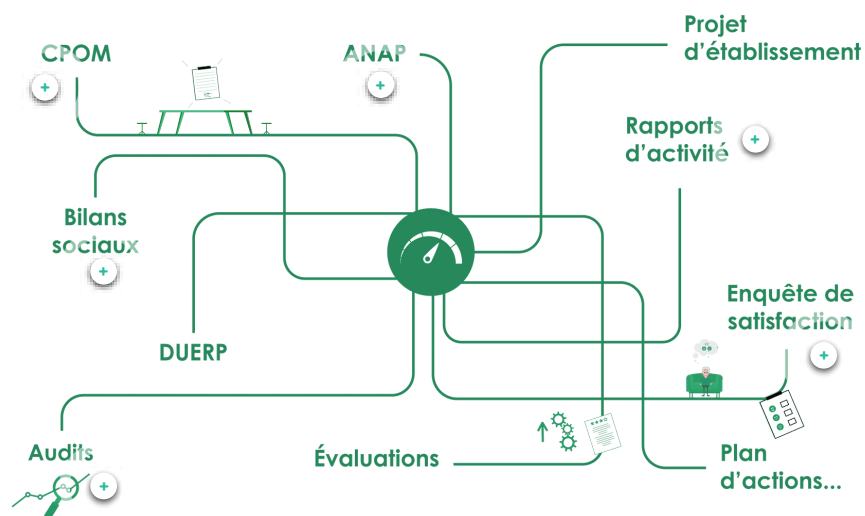 CPOM
ANAP
Projet
d'établissement
Rapports
d'activité
Bilans
sociaux
Enquête de
satisfaction
DUERP
Audits
Évaluations
Plan
d'actions...